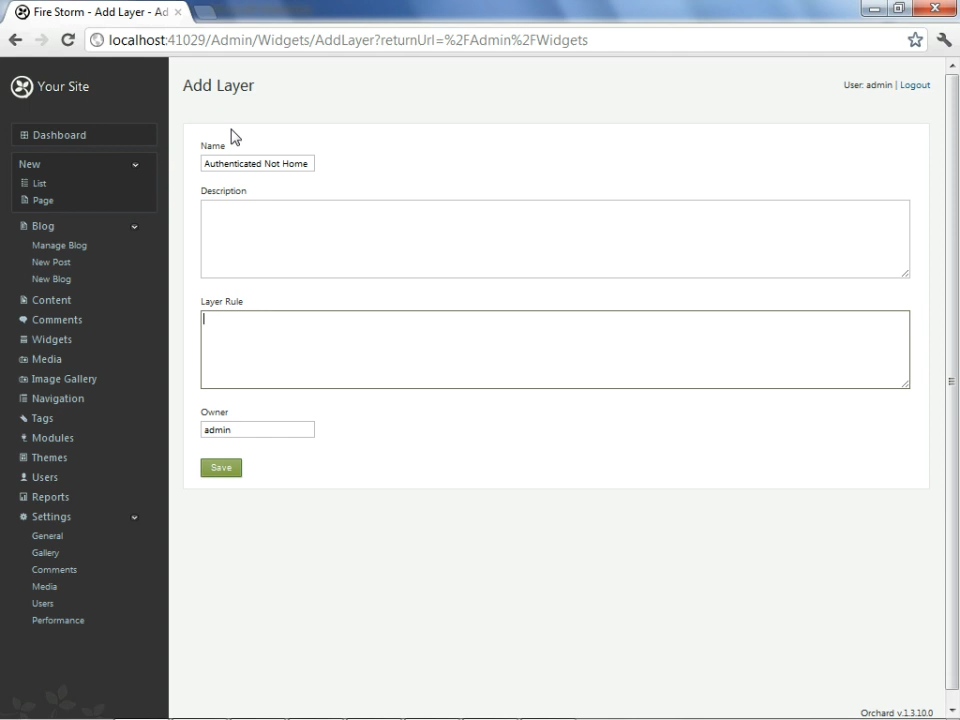 Fire Storm - Add Layer - Ad
localhost:41029/Admin/Widgets/AddLayer?returnUrl=%2FAdmin%2FWidgets
Your Site
Add Layer
User: admin | Logout
Dashboard
New
List
Page
Blog
Manage Blog
New Post
New Blog
Content
Comments
Widgets
Media
Image Gallery
Navigation
Tags
Modules
Themes
Users
Reports
Settings
General
Gallery
Comments
Media
Users
Performance
Name
Authenticated Not Home
Description
Layer Rule
Owner
admin
Save
Orchard v.1.3.10.0